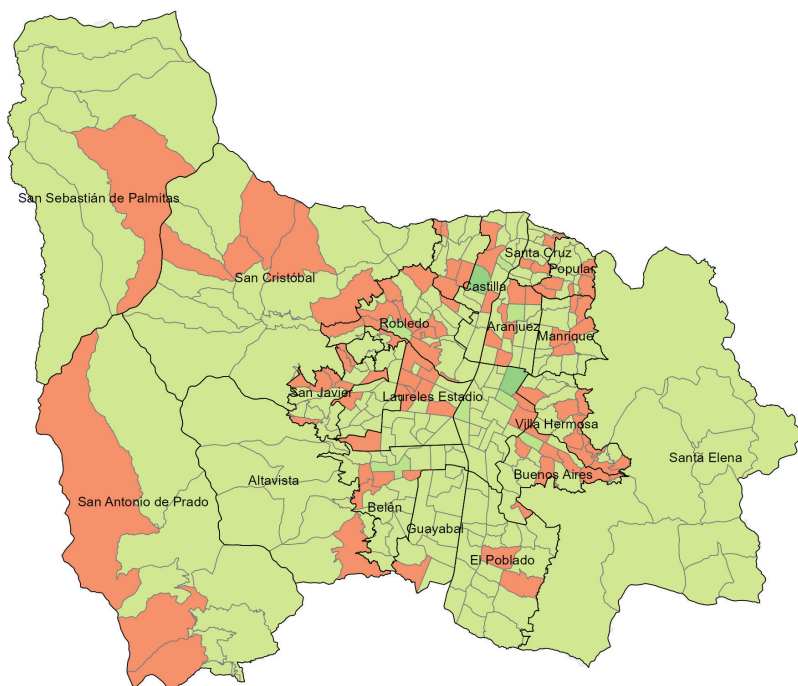 San Sebastián de Palmitas
San Cristóbal
Santa Cruz
Popular
Castilla
Robledo
Aranjuez
Manrique
San Javier
Laureles Estadio
Villa Hermosa
Santa Elena
Buenos Aires
Altavista
San Antonio de Prado
Belén
Guayabal
El Poblado